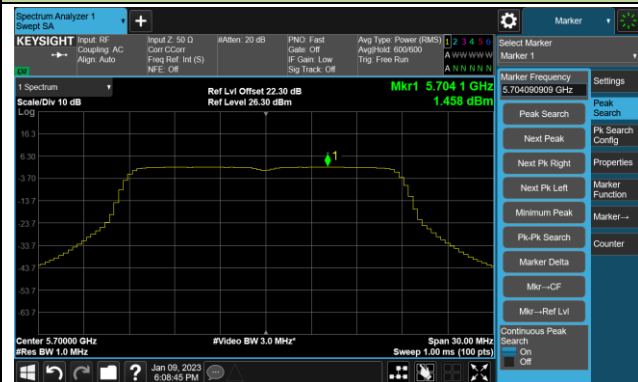 Spectrum Analyzer 1
Swept SA
+
Marker
KEYSIGHT
Input: RF
Coupling: AC
Align: Auto
Input Z: 50 Ω
Corr CCorr
Freq Ref: Int (S)
NFE: Off
#Atten: 20 dB
PNO: Fast
Gate: Off
IF Gain: Low
Sig Track: Off
Avg Type: Power (RMS)
Avg|Hold: 600/600
Trig: Free Run
1 2 3 4 5 6
A W W W W W
A N N N N N
Select Marker
Marker 1
1 Spectrum
Scale/Div 10 dB
Log
Ref Lvl Offset 22.30 dB
Ref Level 26.30 dBm
Mkr1 5.704 1 GHz
1.458 dBm
16.3
6.30
-3.70
-13.7
-23.7
-33.7
-43.7
-53.7
-63.7
1
Center 5.70000 GHz
#Res BW 1.0 MHz
#Video BW 3.0 MHz*
Span 30.00 MHz
Sweep 1.00 ms (100 pts)
Marker Frequency
5.704090909 GHz
Peak Search
Next Peak
Next Pk Right
Next Pk Left
Minimum Peak
Pk-Pk Search
Marker Delta
Mkr→CF
Mkr→Ref Lvl
Continuous Peak
Search
On
Off
Settings
Peak
Search
Pk Search
Config
Properties
Marker
Function
Marker→
Counter
?
Jan 09, 2023
6:08:45 PM